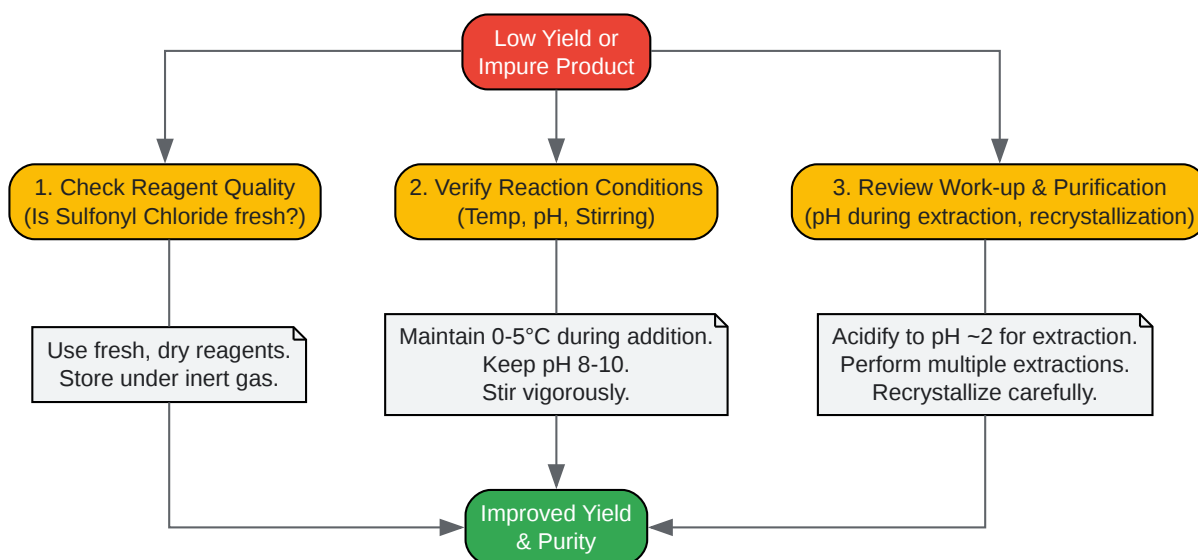 Low Yield or
Impure Product
1. Check Reagent Quality
(Is Sulfonyl Chloride fresh?)
2. Verify Reaction Conditions
(Temp, pH, Stirring)
3. Review Work-up & Purification
(pH during extraction, recrystallization)
Use fresh, dry reagents.
Store under inert gas.
Maintain 0-5°C during addition.
Keep pH 8-10.
Stir vigorously.
Acidify to pH ~2 for extraction.
Perform multiple extractions.
Recrystallize carefully.
Improved Yield
& Purity